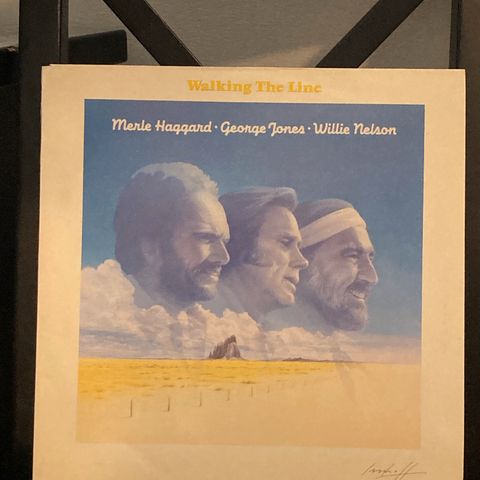 Walking The Line
Merle Haggard · George Jones · Willie Nelson